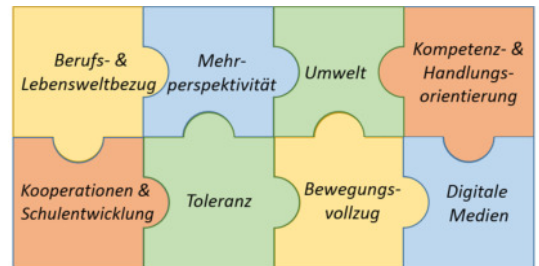 Berufs- &
Lebensweltbezug
Mehr-
perspektivität
Umwelt
Kompetenz- &
Handlungs-
orientierung
Kooperationen &
Schulentwicklung
Toleranz
Bewegungs-
vollzug
Digitale
Medien